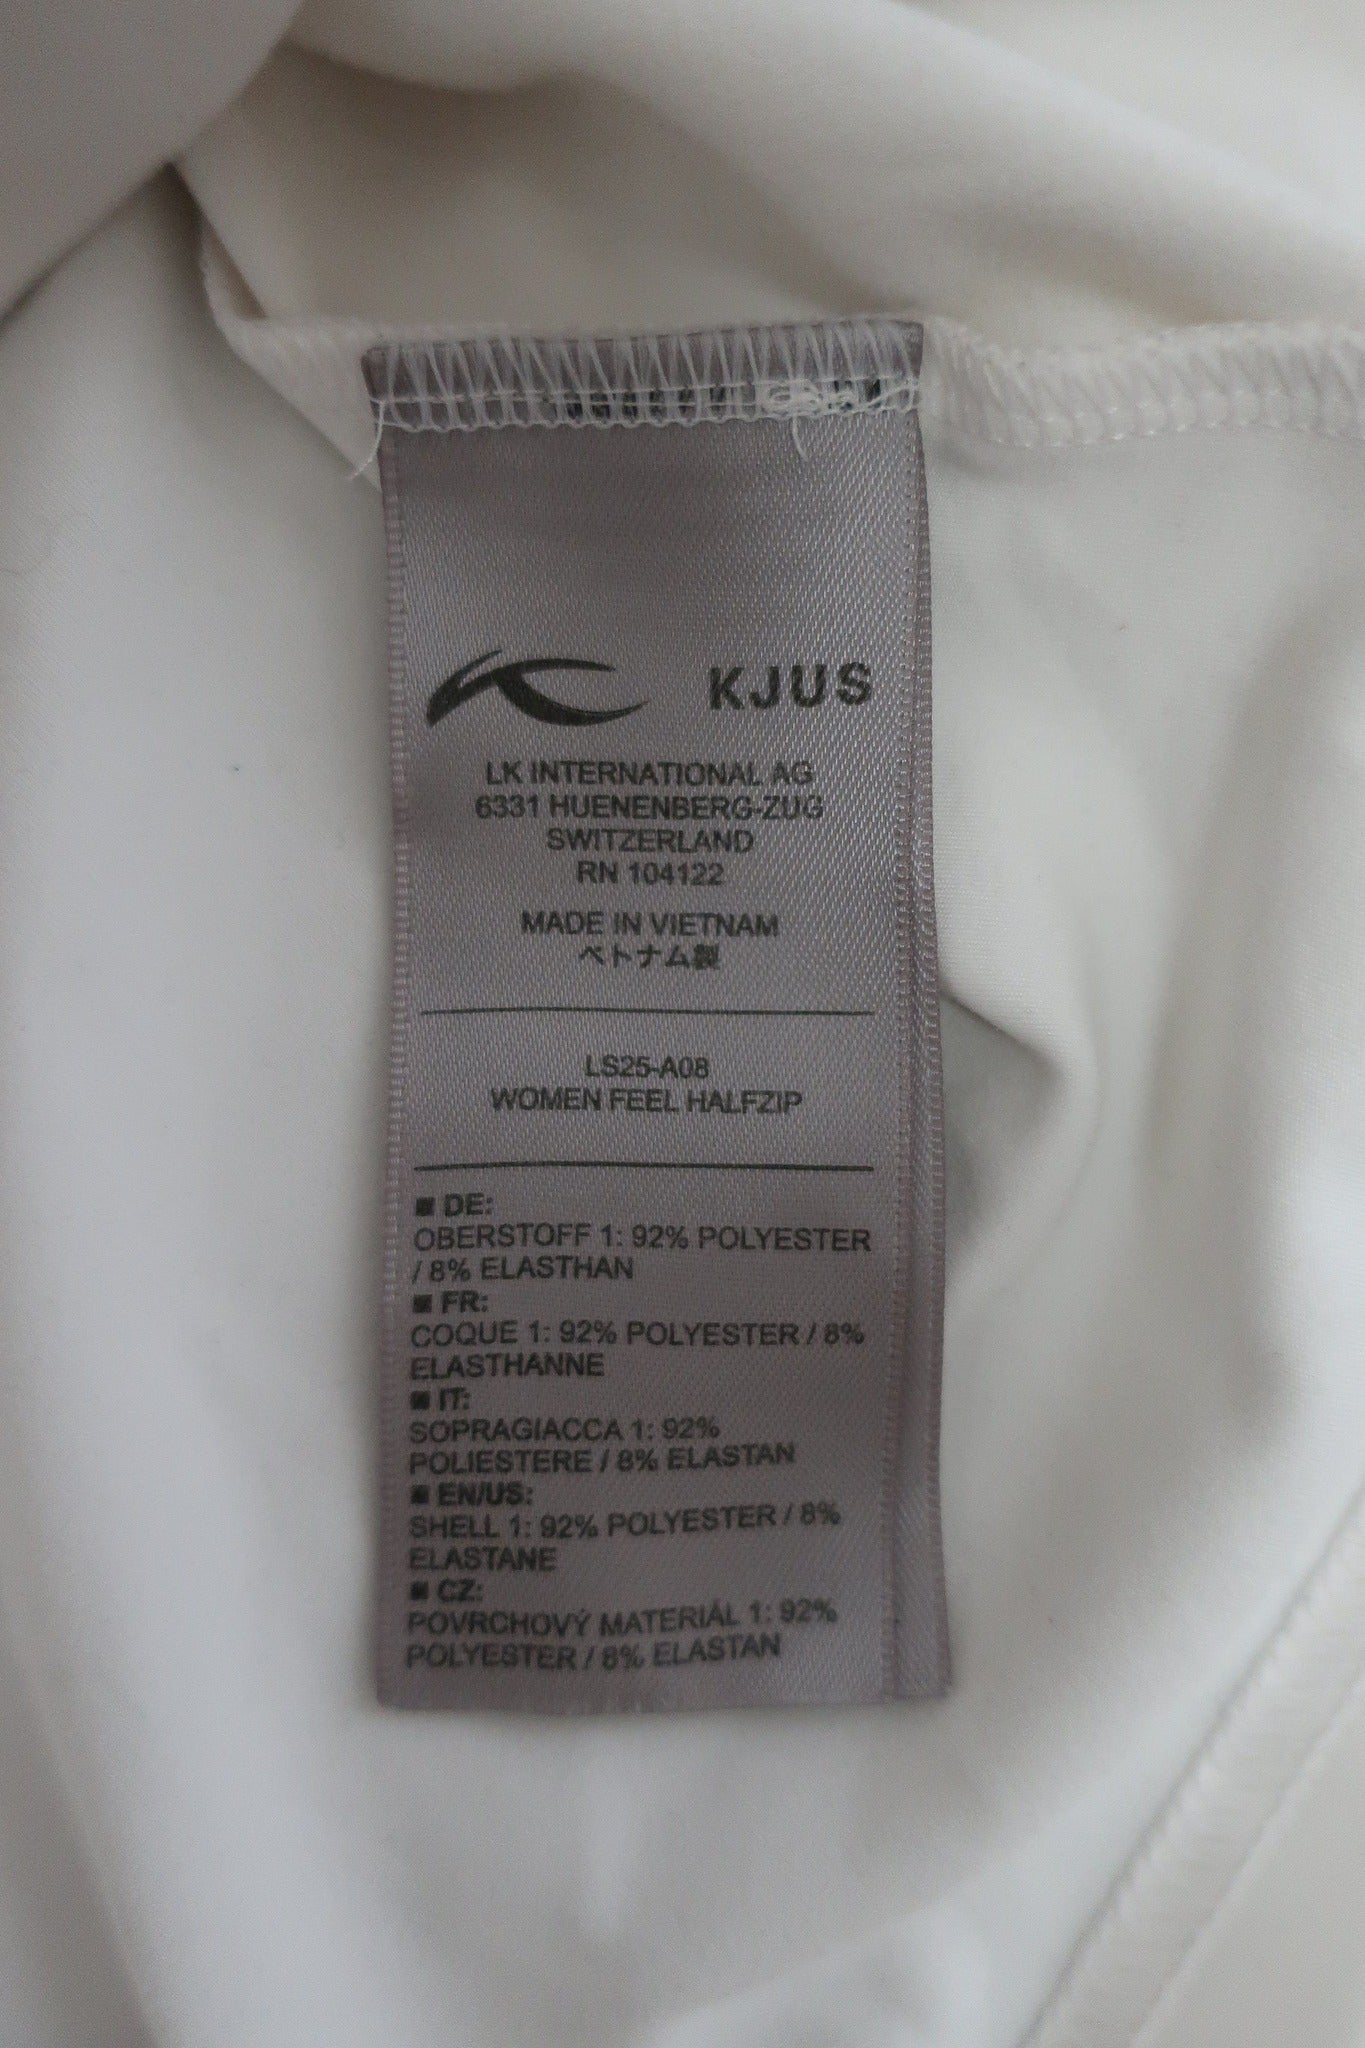 KJUS
LK INTERNATIONAL AG
6331 HUENENBERG-ZUG
SWITZERLAND
RN 104122
MADE IN VIETNAM
ベトナム製
LS25-A08
WOMEN FEEL HALFZIP
■ DE:
OBERSTOFF 1: 92% POLYESTER
/ 8% ELASTHAN
■ FR:
COQUE 1: 92% POLYESTER / 8%
ELASTHANNE
■ IT:
SOPRAGIACCA 1: 92%
POLIESTERE / 8% ELASTAN
■ EN/US:
SHELL 1: 92% POLYESTER / 8%
ELASTANE
■ CZ:
POVRCHOVÝ MATERIÁL 1: 92%
POLYESTER / 8% ELASTAN